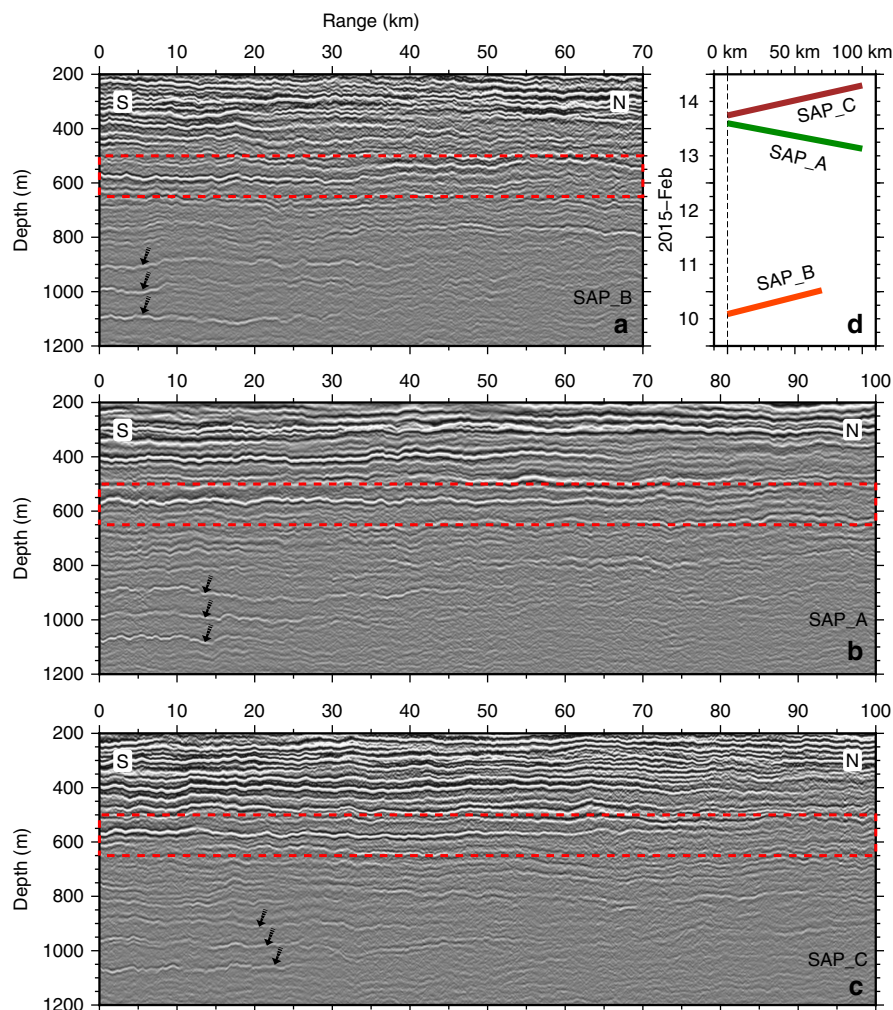 Range (km)
0 10 20 30 40 50 60 70
200
400
600
800
1000
1200
Depth (m)
S
N
SAP_B
a
0 km 50 km 100 km
14
13
12
11
10
2015–Feb
SAP_C
SAP_A
SAP_B
d
0 10 20 30 40 50 60 70 80 90 100
200
400
600
800
1000
1200
Depth (m)
S
N
SAP_A
b
0 10 20 30 40 50 60 70 80 90 100
200
400
600
800
1000
1200
Depth (m)
S
N
SAP_C
c